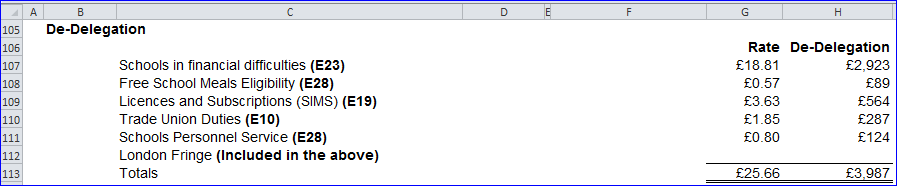 A B C D E F G H
105 De-Delegation
106 Rate De-Delegation
107 Schools in financial difficulties (E23) £18.81 £2,923
108 Free School Meals Eligibility (E28) £0.57 £89
109 Licences and Subscriptions (SIMS) (E19) £3.63 £564
110 Trade Union Duties (E10) £1.85 £287
111 Schools Personnel Service (E28) £0.80 £124
112 London Fringe (Included in the above)
113 Totals £25.66 £3,987